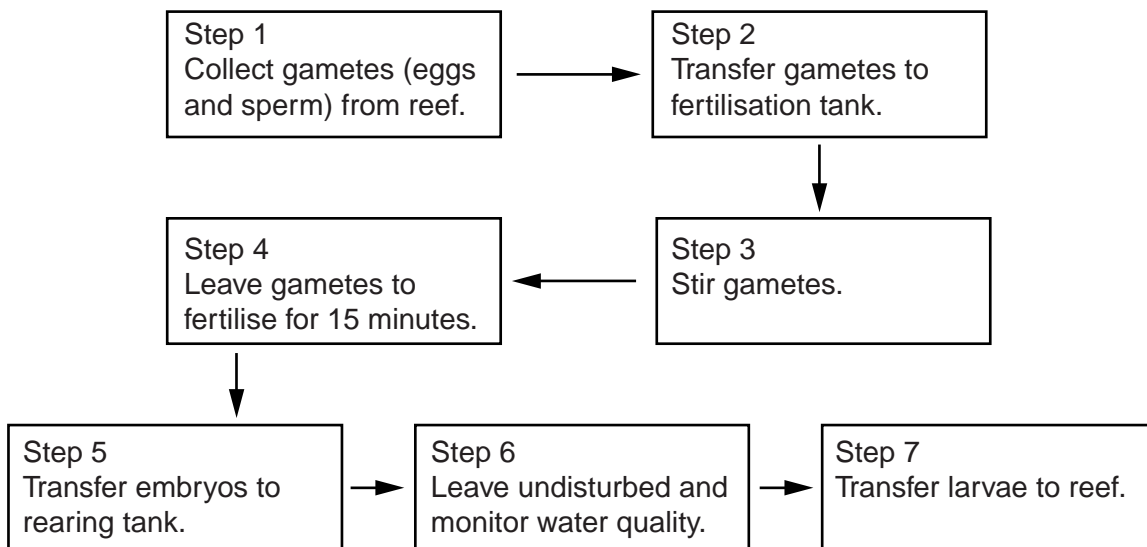 Step 1
Collect gametes (eggs
and sperm) from reef.
Step 2
Transfer gametes to
fertilisation tank.
Step 3
Stir gametes.
Step 4
Leave gametes to
fertilise for 15 minutes.
Step 5
Transfer embryos to
rearing tank.
Step 6
Leave undisturbed and
monitor water quality.
Step 7
Transfer larvae to reef.